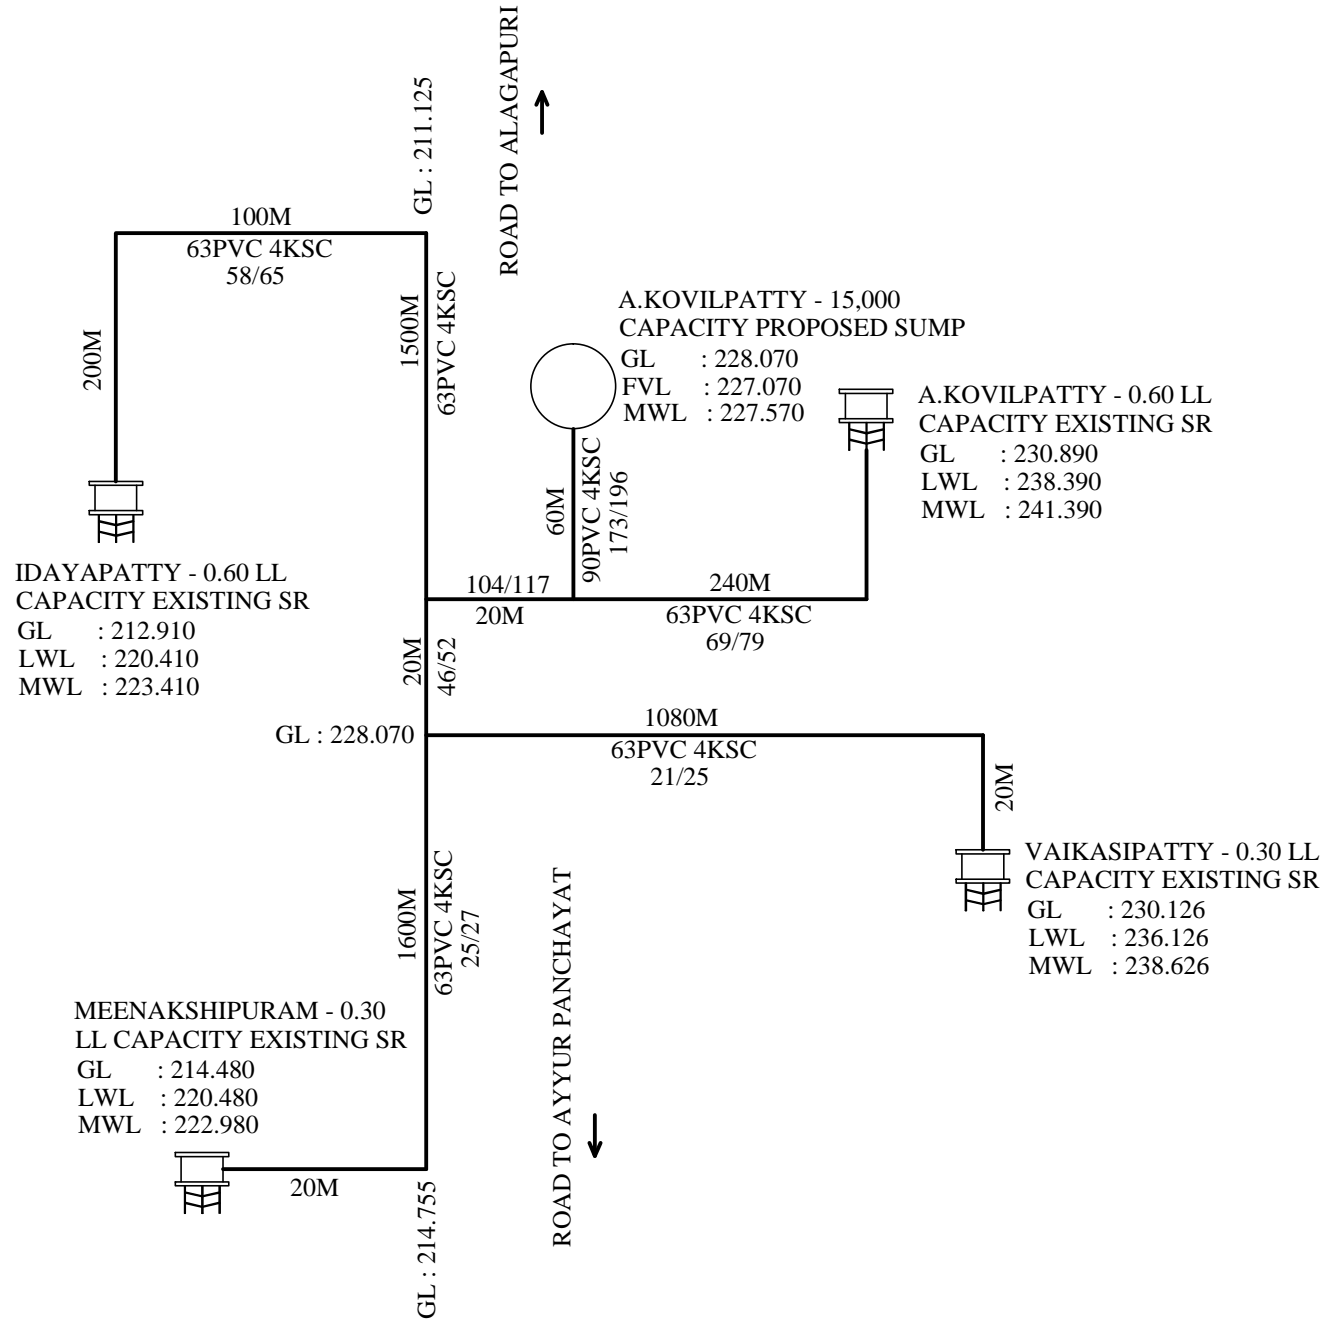 ROAD TO ALAGAPURI
GL : 211.125
100M
63PVC 4KSC
58/65
200M
1500M
63PVC 4KSC
A.KOVILPATTY - 15,000
CAPACITY PROPOSED SUMP
GL : 228.070
FVL : 227.070
MWL : 227.570
A.KOVILPATTY - 0.60 LL
CAPACITY EXISTING SR
GL : 230.890
LWL : 238.390
MWL : 241.390
60M
90PVC 4KSC
173/196
IDAYAPATTY - 0.60 LL
CAPACITY EXISTING SR
GL : 212.910
LWL : 220.410
MWL : 223.410
104/117
20M
240M
63PVC 4KSC
69/79
20M
46/52
GL : 228.070
1080M
63PVC 4KSC
21/25
20M
VAIKASIPATTY - 0.30 LL
CAPACITY EXISTING SR
GL : 230.126
LWL : 236.126
MWL : 238.626
1600M
63PVC 4KSC
25/27
ROAD TO AYYUR PANCHAYAT
MEENAKSHIPURAM - 0.30
LL CAPACITY EXISTING SR
GL : 214.480
LWL : 220.480
MWL : 222.980
20M
GL : 214.755